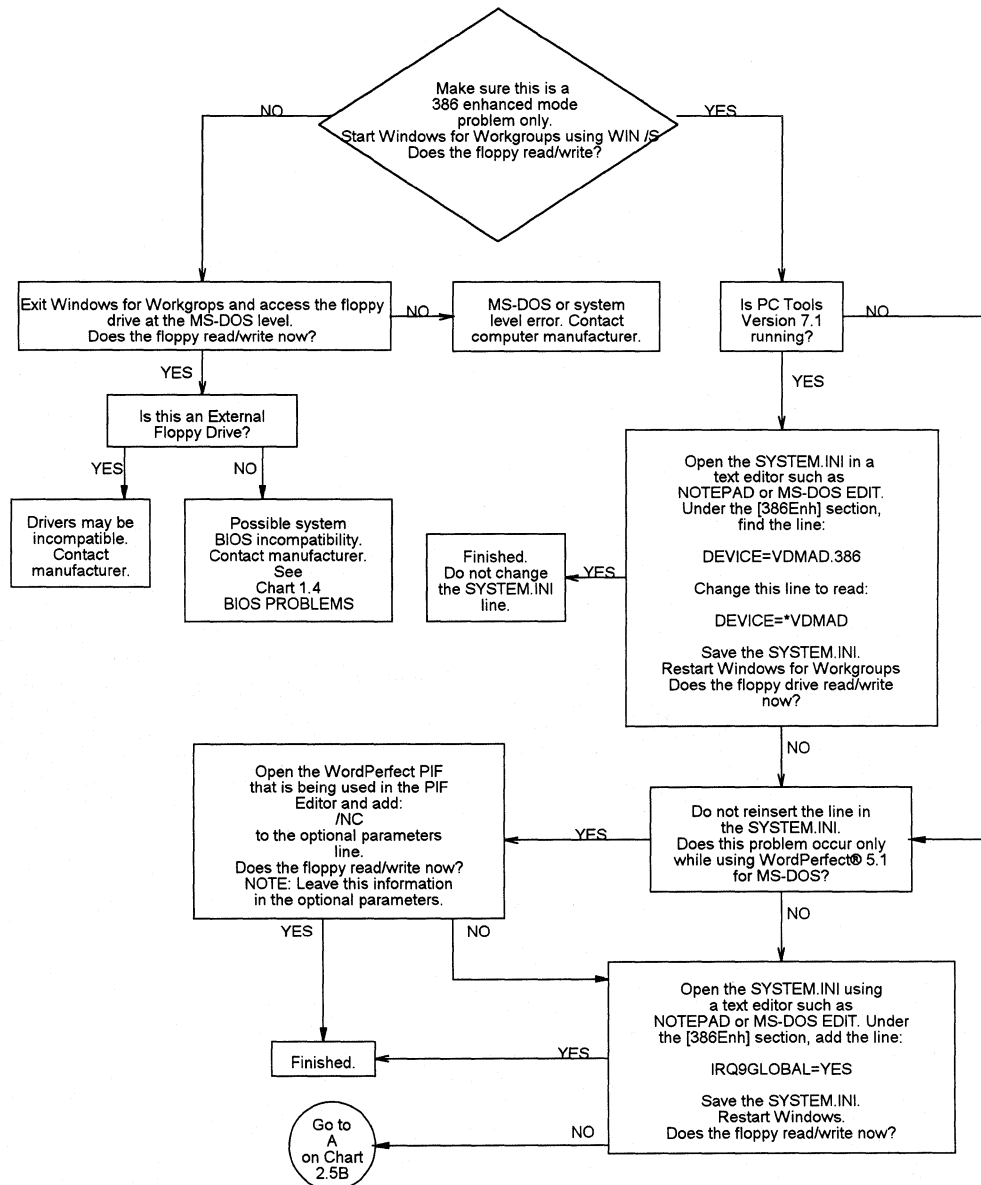 Make sure this is a
386 enhanced mode
problem only.
Start Windows for Workgroups using WIN /S
Does the floppy read/write?
NO
YES
Exit Windows for Workgrops and access the floppy
drive at the MS-DOS level.
Does the floppy read/write now?
NO
MS-DOS or system
level error. Contact
computer manufacturer.
Is PC Tools
Version 7.1
running?
NO
YES
YES
Is this an External
Floppy Drive?
YES
NO
Drivers may be
incompatible.
Contact
manufacturer.
Possible system
BIOS incompatibility.
Contact manufacturer.
See
Chart 1.4
BIOS PROBLEMS
Finished.
Do not change
the SYSTEM.INI
line.
YES
Open the SYSTEM.INI in a
text editor such as
NOTEPAD or MS-DOS EDIT.
Under the [386Enh] section,
find the line:
DEVICE=VDMAD.386
Change this line to read:
DEVICE=*VDMAD
Save the SYSTEM.INI.
Restart Windows for Workgroups
Does the floppy drive read/write
now?
NO
Open the WordPerfect PIF
that is being used in the PIF
Editor and add:
/NC
to the optional parameters
line.
Does the floppy read/write now?
NOTE: Leave this information
in the optional parameters.
YES
Do not reinsert the line in
the SYSTEM.INI.
Does this problem occur only
while using WordPerfect® 5.1
for MS-DOS?
YES
NO
NO
Open the SYSTEM.INI using
a text editor such as
NOTEPAD or MS-DOS EDIT. Under
the [386Enh] section, add the line:
IRQ9GLOBAL=YES
Save the SYSTEM.INI.
Restart Windows.
Does the floppy read/write now?
Finished.
YES
Go to
A
on Chart
2.5B
NO